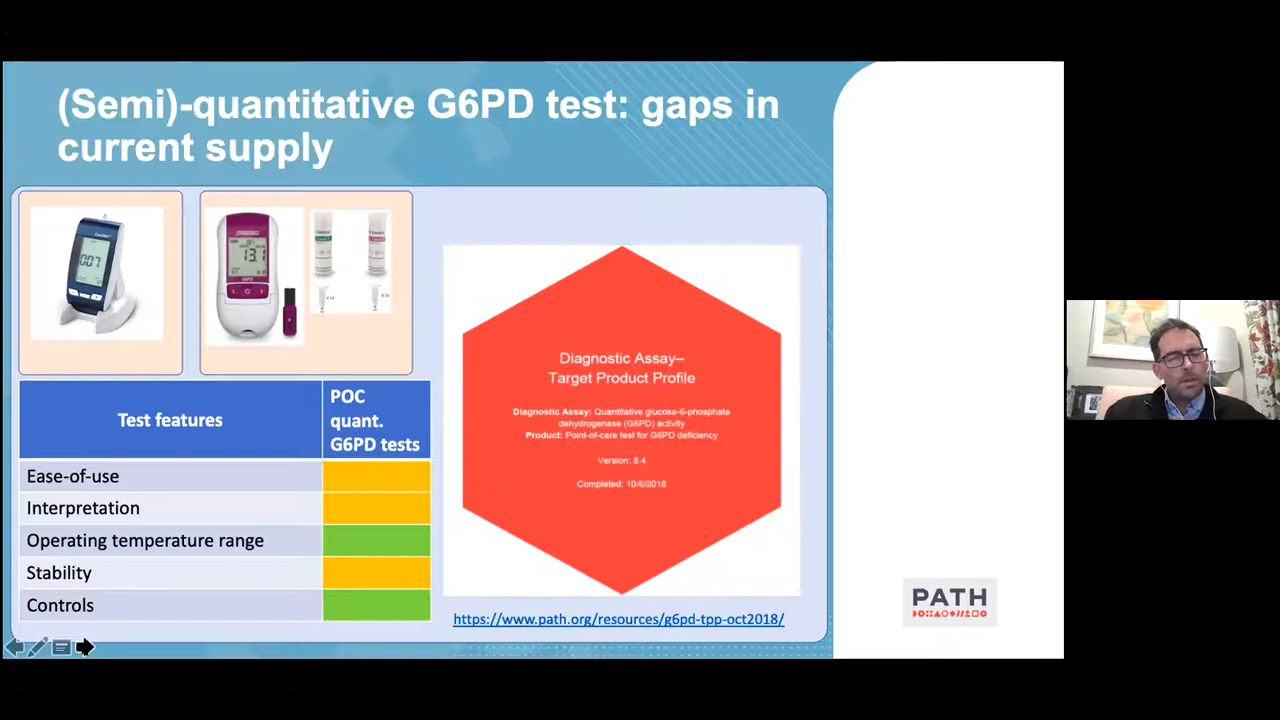 (Semi)-quantitative G6PD test: gaps in
current supply
007
13.1
Test features
POC
quant.
G6PD tests
Ease-of-use
Interpretation
Operating temperature range
Stability
Controls
Diagnostic Assay–
Target Product Profile
Diagnostic Assay: Quantitative glucose-6-phosphate
dehydrogenase (G6PD) activity
Product: Point-of-care test for G6PD deficiency
Version: 8.4
Completed: 10/6/2018
https://www.path.org/resources/g6pd-tpp-oct2018/
PATH